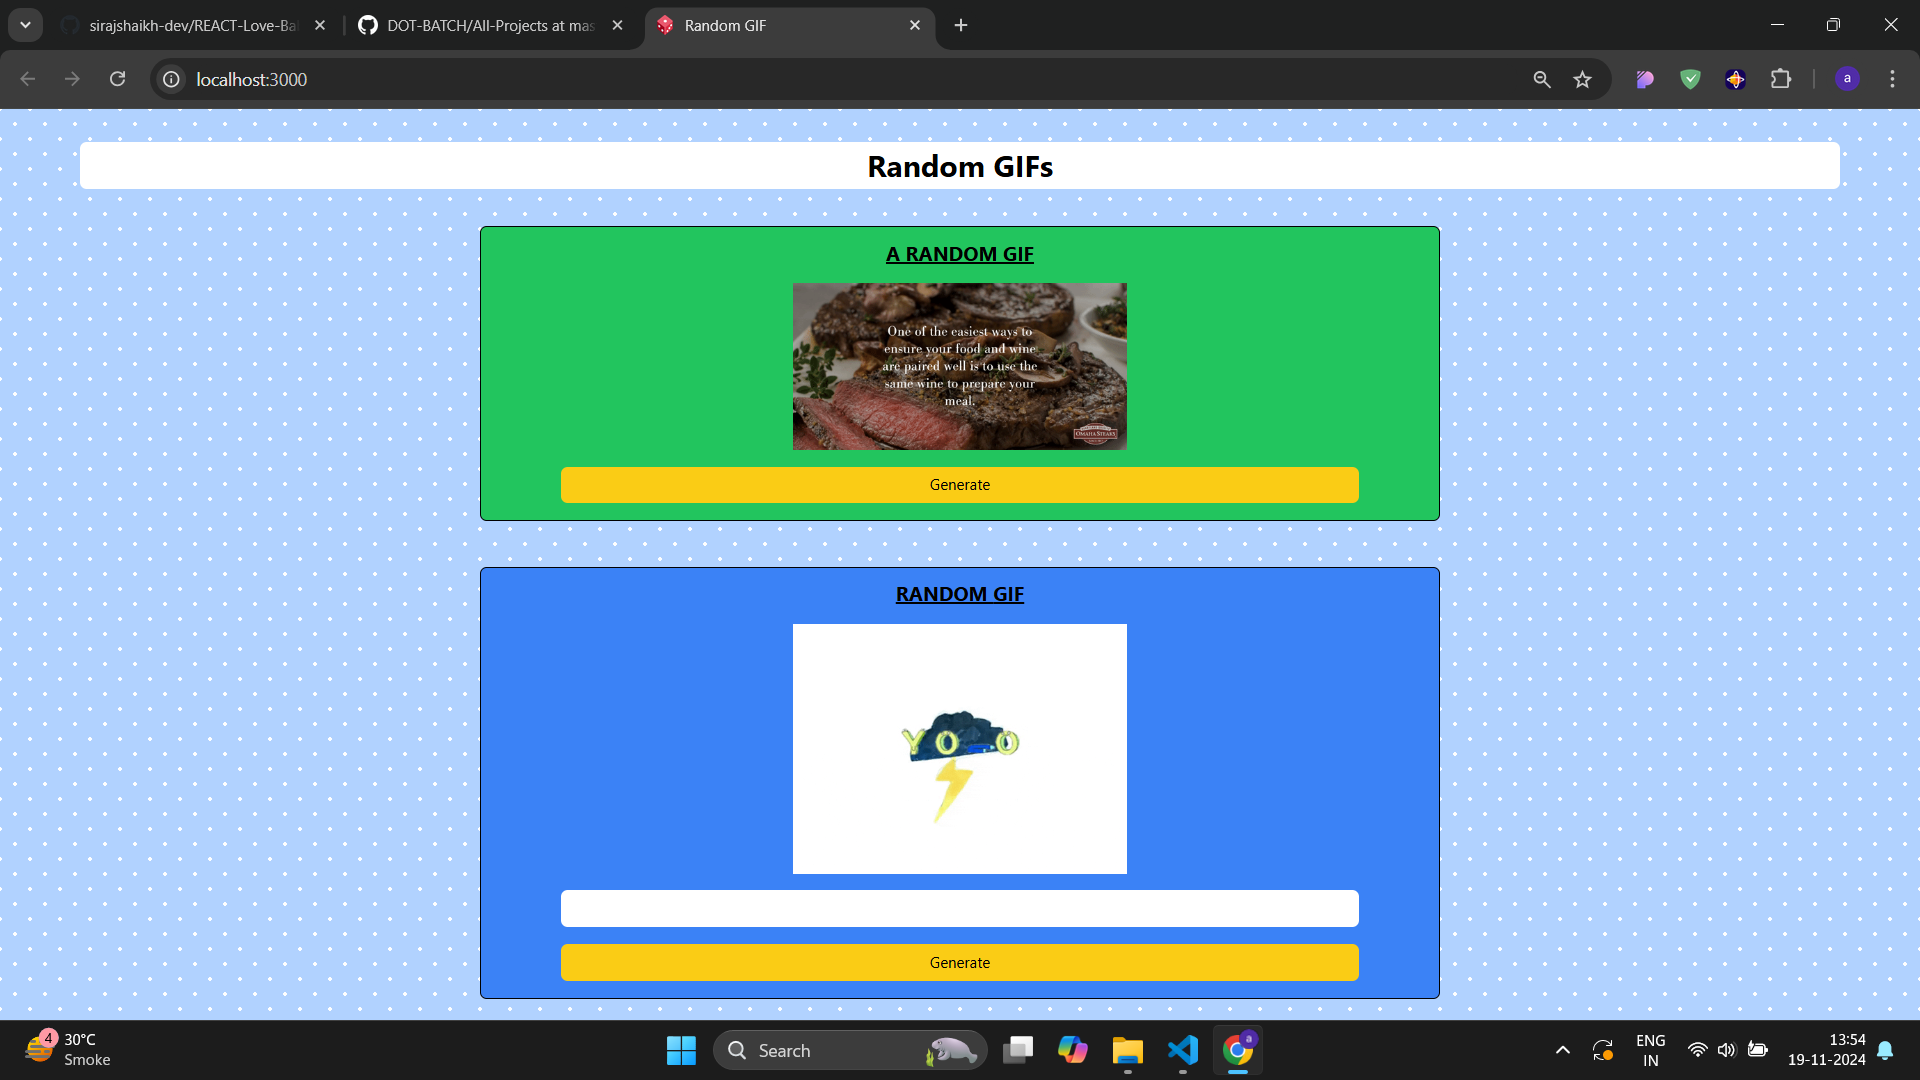 sirajshaikh-dev/REACT-Love-Ba
DOT-BATCH/All-Projects at mas
Random GIF
localhost:3000
a
Random GIFs
A RANDOM GIF
One of the easiest ways to
ensure your food and wine
are paired well is to use the
same wine to prepare your
meal.
OMAHA STEAKS
Generate
RANDOM GIF
YO_O
Generate
4
30°C
Smoke
Search
a
ENG
IN
13:54
19-11-2024